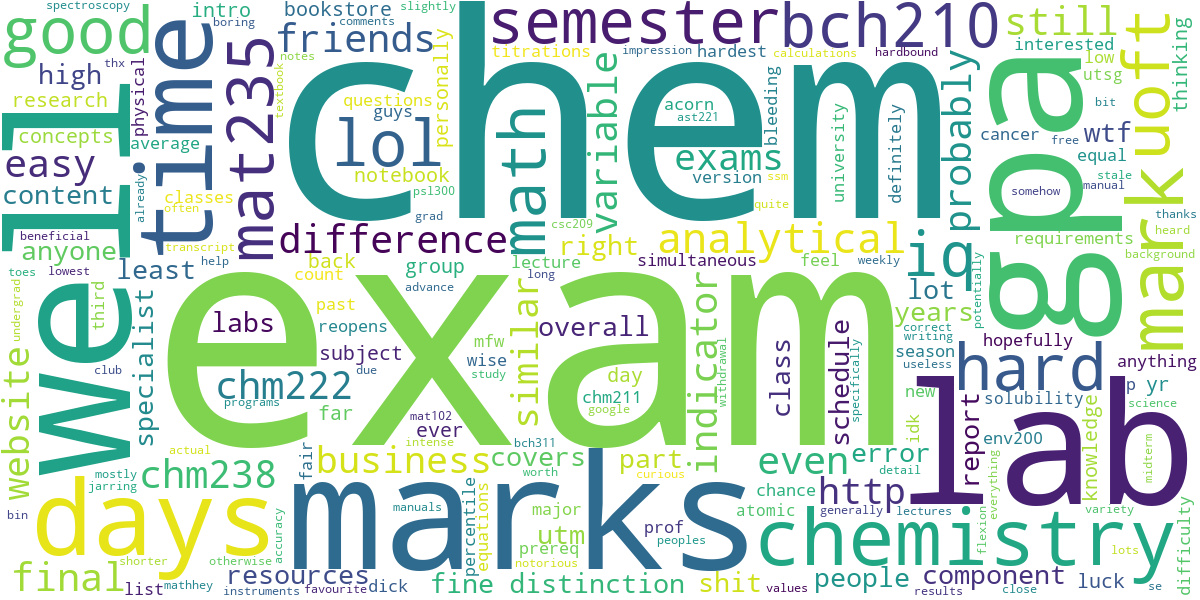 spectroscopy
boring
intro
bookstore
comments
slightly
semester
bch210
still
good
high
friends
titrations
impression
hardest
hardbound
calculations
interested
low
utsg
thx
notes
research
time
physical
mat235
textbook
chem
lol
questions
guys
personally
variable
acorn
ast221
bleeding
university
definitely
probably
gpa
cancer
free
bit
wtf
mark
uoft
thinking
concepts
average
easy
content
classes
already
often
notebook
psl300
grad
math
exams
version
ssm
quite
equal
stale
manual
somehow
thanks
heard
well
beneficial
anyone
toes
lowest
transcript
help
difference
csc209
right
analytical
iq
requirements
background
least
back
count
group
advance
lecture
long
simultaneous
feel
weekly
lot
potentially
website
undergrad
third
club
specialist
labs
past
reopens
exam
similar
overall
indicator
years
correct
writing
useless
hopefully
anything
subject
due
mfw
wise
study
day
chm211
google
withdrawal
class
schedule
specifically
season
new
hard
p
yr
science
chm222
programs
far
mat102
ever
intense
bch311
idk
solubility
env200
lab
actual
mostly
jarring
chm238
fair
business
covers
worth
part
curious
even
error
detail
report
everything
knowledge
midterm
bin
days
marks
manuals
percentile
equations
major
utm
prereq
notorious
prof
peoples
chance
atomic
http
generally
lectures
variety
shorter
otherwise
accuracy
chemistry
flexion
difficulty
final
list
mathhey
resources
instruments
favourite
dick
fine
distinction
shit
values
people
component
results
luck
close
lots
se